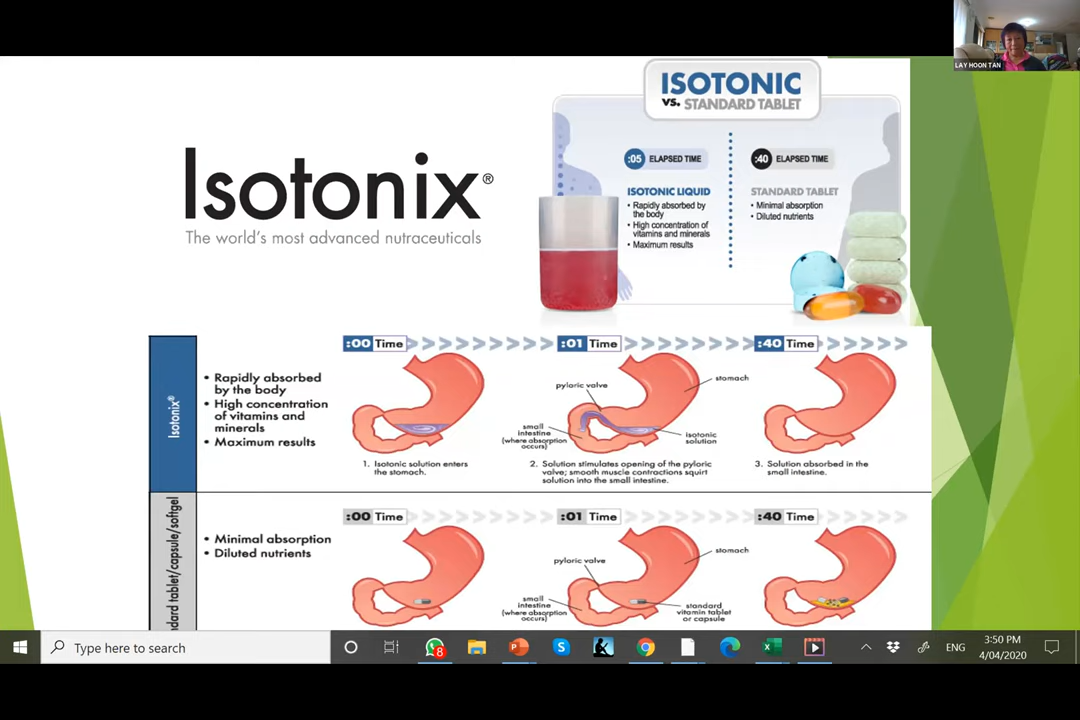 LAY HOON TAN
ISOTONIC
vs. STANDARD TABLET
:05 ELAPSED TIME
ISOTONIC LIQUID
• Rapidly absorbed by
the body
• High concentration of
vitamins and minerals
• Maximum results
:40 ELAPSED TIME
STANDARD TABLET
• Minimal absorption
• Diluted nutrients
Isotonix®
The world's most advanced nutraceuticals
Isotonix®
• Rapidly absorbed
by the body
• High concentration
of vitamins and
minerals
• Maximum results
:00 Time
1. Isotonic solution enters
the stomach.
:01 Time
pyloric valve
stomach
small
intestine
(where absorption
occurs)
isotonic
solution
2. Solution stimulates opening of the pyloric
valve; smooth muscle contractions squirt
solution into the small intestine.
:40 Time
3. Solution absorbed in the
small intestine.
dard tablet/capsule/softgel
• Minimal absorption
• Diluted nutrients
:00 Time
:01 Time
pyloric valve
stomach
small
intestine
(where absorption
occurs)
standard
vitamin tablet
or capsule
:40 Time
Type here to search
8
ENG
3:50 PM
4/04/2020